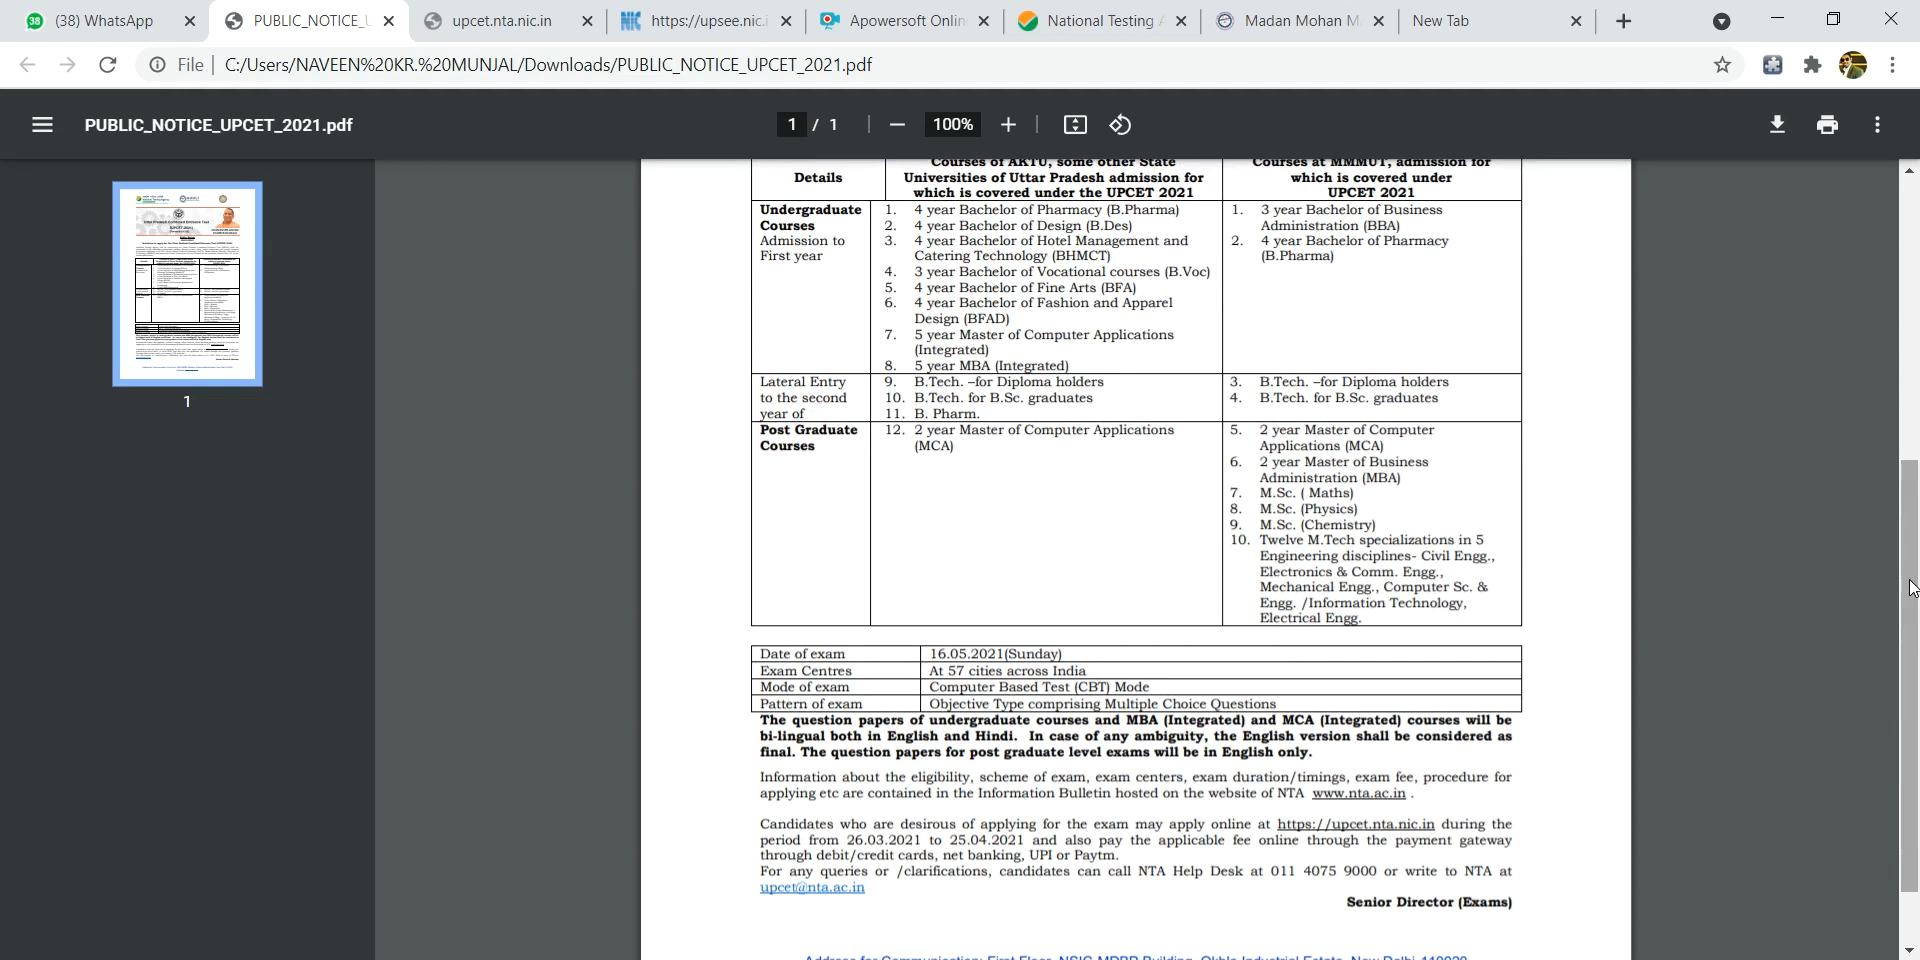 (38) WhatsApp
PUBLIC_NOTICE_U
upcet.nta.nic.in
https://upsee.nic.i
Apowersoft Onlin
National Testing A
Madan Mohan M
New Tab
File
C:/Users/NAVEEN%20KR.%20MUNJAL/Downloads/PUBLIC_NOTICE_UPCET_2021.pdf
PUBLIC_NOTICE_UPCET_2021.pdf
1 / 1
100%
1
Details
Courses of AKTU, some other State
Universities of Uttar Pradesh admission for
which is covered under the UPCET 2021
Courses at MMMUT, admission for
which is covered under
UPCET 2021
Undergraduate
Courses
Admission to
First year
1. 4 year Bachelor of Pharmacy (B.Pharma)
2. 4 year Bachelor of Design (B.Des)
3. 4 year Bachelor of Hotel Management and
Catering Technology (BHMCT)
4. 3 year Bachelor of Vocational courses (B.Voc)
5. 4 year Bachelor of Fine Arts (BFA)
6. 4 year Bachelor of Fashion and Apparel
Design (BFAD)
7. 5 year Master of Computer Applications
(Integrated)
8. 5 year MBA (Integrated)
1. 3 year Bachelor of Business
Administration (BBA)
2. 4 year Bachelor of Pharmacy
(B.Pharma)
Lateral Entry
to the second
year of
9. B.Tech. –for Diploma holders
10. B.Tech. for B.Sc. graduates
11. B. Pharm.
3. B.Tech. –for Diploma holders
4. B.Tech. for B.Sc. graduates
Post Graduate
Courses
12. 2 year Master of Computer Applications
(MCA)
5. 2 year Master of Computer
Applications (MCA)
6. 2 year Master of Business
Administration (MBA)
7. M.Sc. ( Maths)
8. M.Sc. (Physics)
9. M.Sc. (Chemistry)
10. Twelve M.Tech specializations in 5
Engineering disciplines- Civil Engg.,
Electronics & Comm. Engg.,
Mechanical Engg., Computer Sc. &
Engg. /Information Technology,
Electrical Engg.
Date of exam 16.05.2021(Sunday)
Exam Centres At 57 cities across India
Mode of exam Computer Based Test (CBT) Mode
Pattern of exam Objective Type comprising Multiple Choice Questions
The question papers of undergraduate courses and MBA (Integrated) and MCA (Integrated) courses will be
bi-lingual both in English and Hindi. In case of any ambiguity, the English version shall be considered as
final. The question papers for post graduate level exams will be in English only.
Information about the eligibility, scheme of exam, exam centers, exam duration/timings, exam fee, procedure for
applying etc are contained in the Information Bulletin hosted on the website of NTA www.nta.ac.in .
Candidates who are desirous of applying for the exam may apply online at https://upcet.nta.nic.in during the
period from 26.03.2021 to 25.04.2021 and also pay the applicable fee online through the payment gateway
through debit/credit cards, net banking, UPI or Paytm.
For any queries or /clarifications, candidates can call NTA Help Desk at 011 4075 9000 or write to NTA at
upcet@nta.ac.in
Senior Director (Exams)
Address for Communication: First Floor, NSIC-MDBP Building, Okhla Industrial Estate, New Delhi-110020